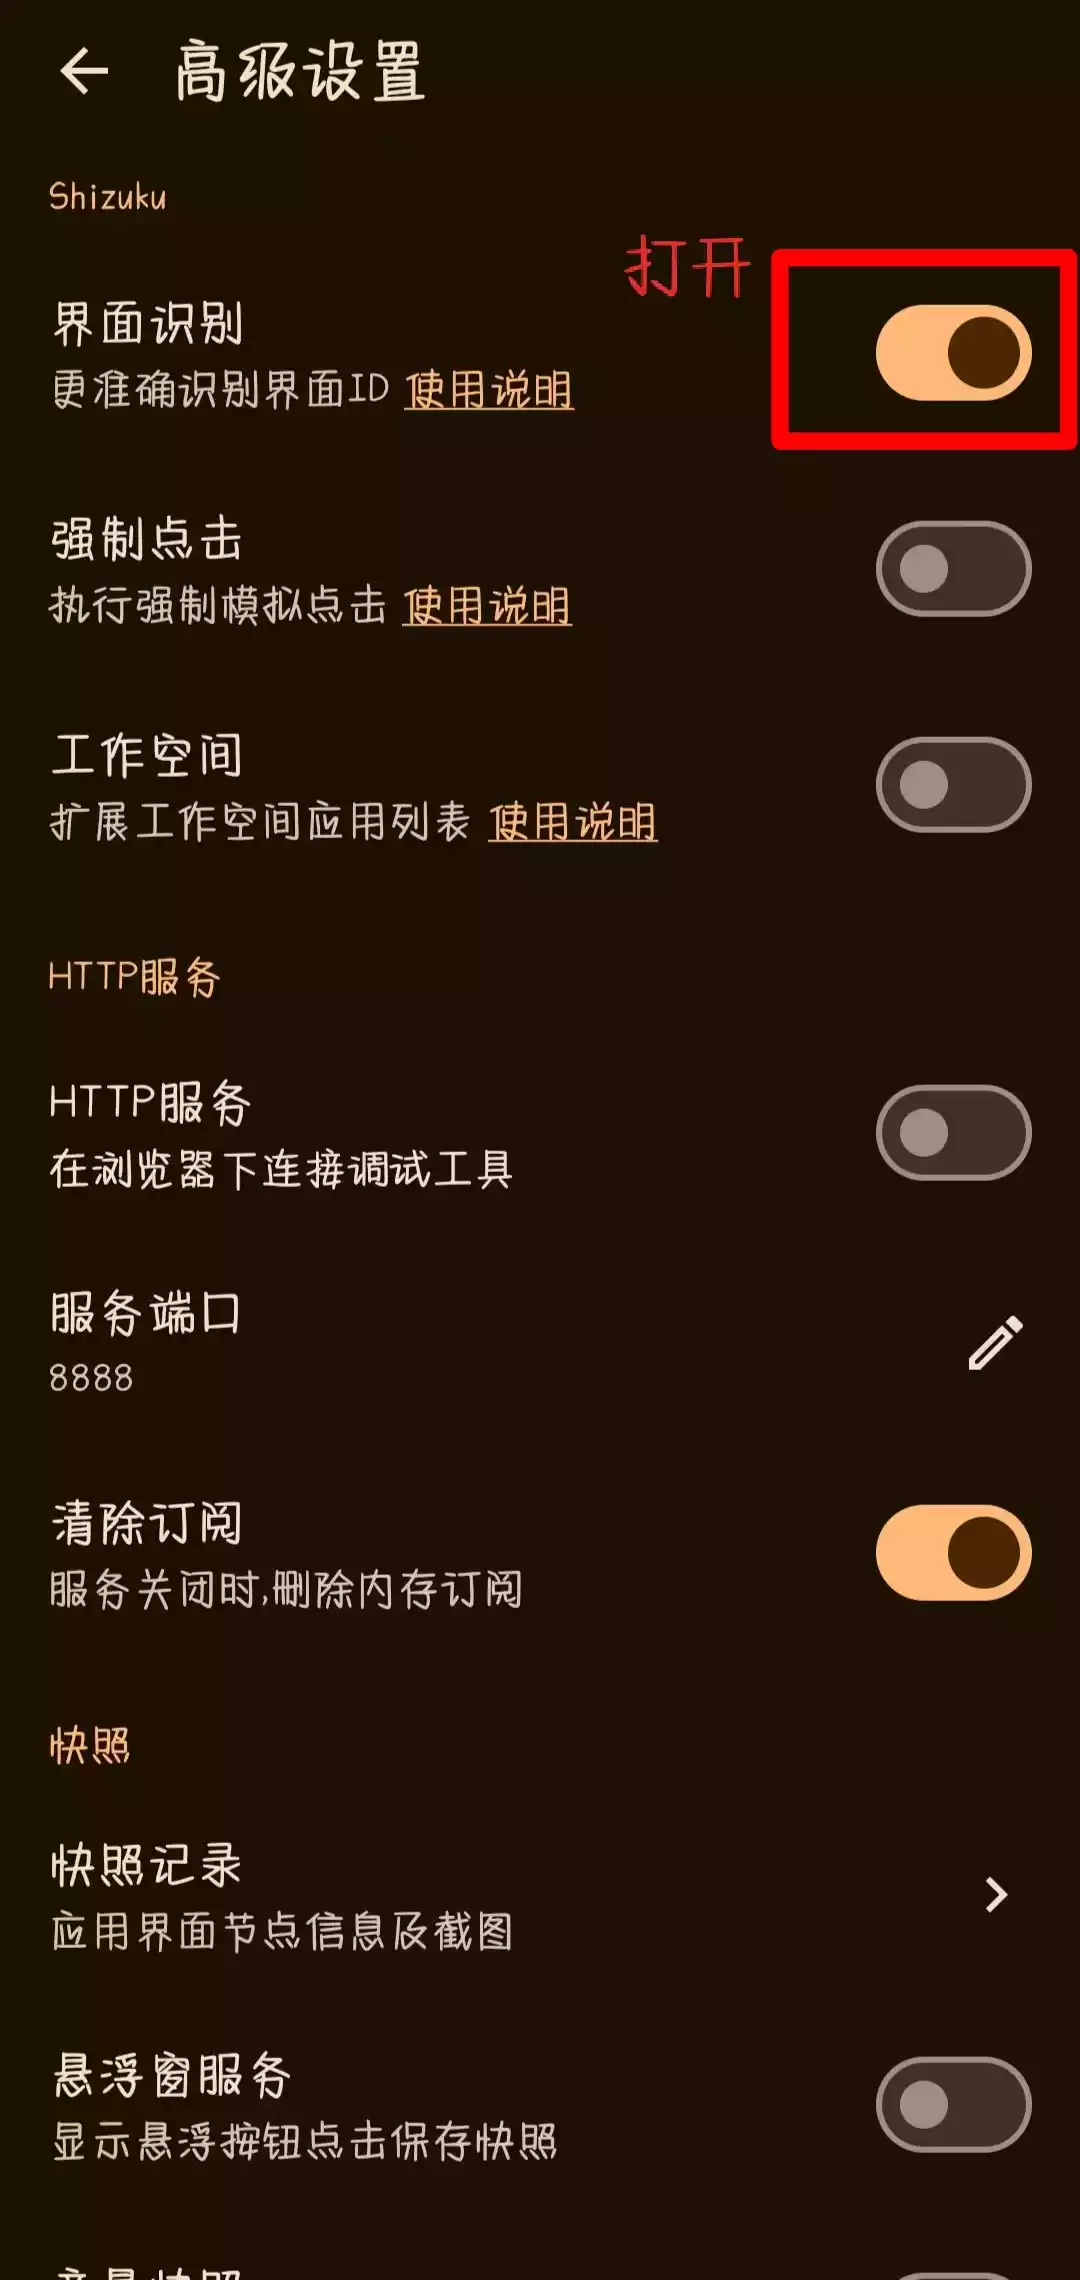 高级设置
Shizuku
打开
界面识别
更准确识别界面ID 使用说明
强制点击
执行强制模拟点击 使用说明
工作空间
扩展工作空间应用列表 使用说明
HTTP服务
HTTP服务
在浏览器下连接调试工具
服务端口
8888
清除订阅
服务关闭时,删除内存订阅
快照
快照记录
应用界面节点信息及截图
悬浮窗服务
显示悬浮按钮点击保存快照